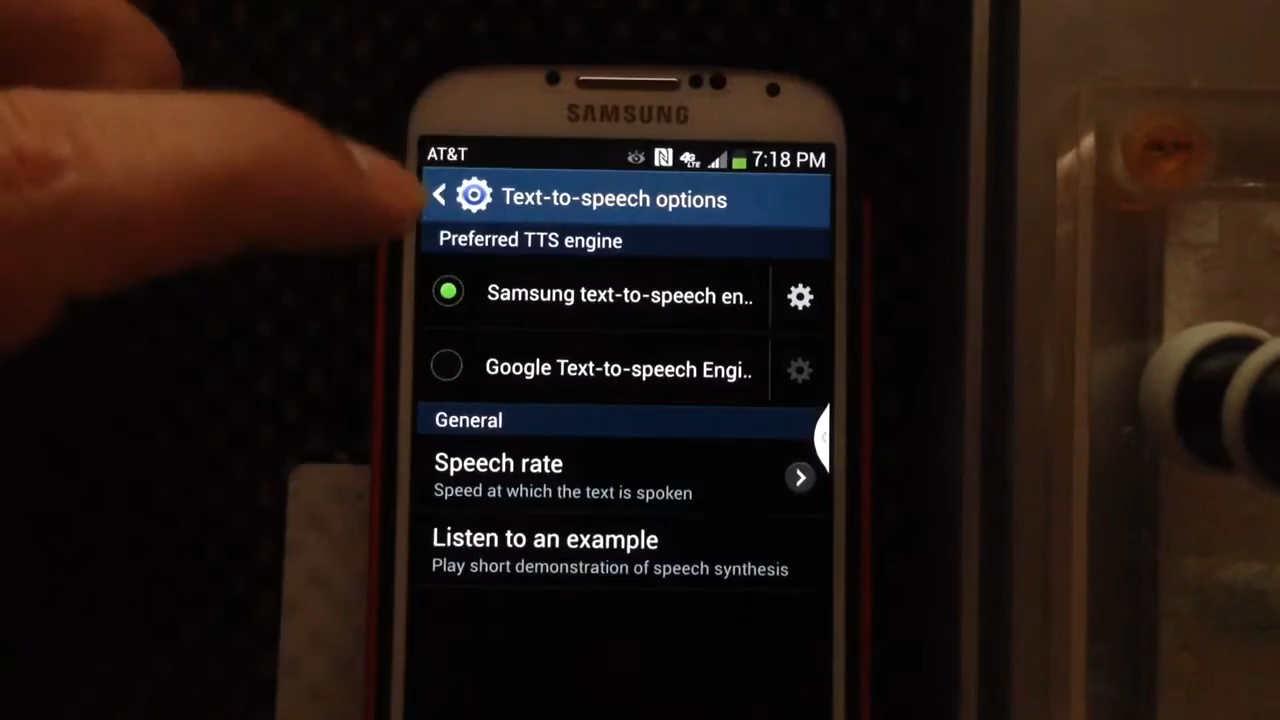 SAMSUNG
AT&T 4G LTE 7:18 PM
Text-to-speech options
Preferred TTS engine
Samsung text-to-speech en..
Google Text-to-speech Engi..
General
Speech rate
Speed at which the text is spoken
Listen to an example
Play short demonstration of speech synthesis